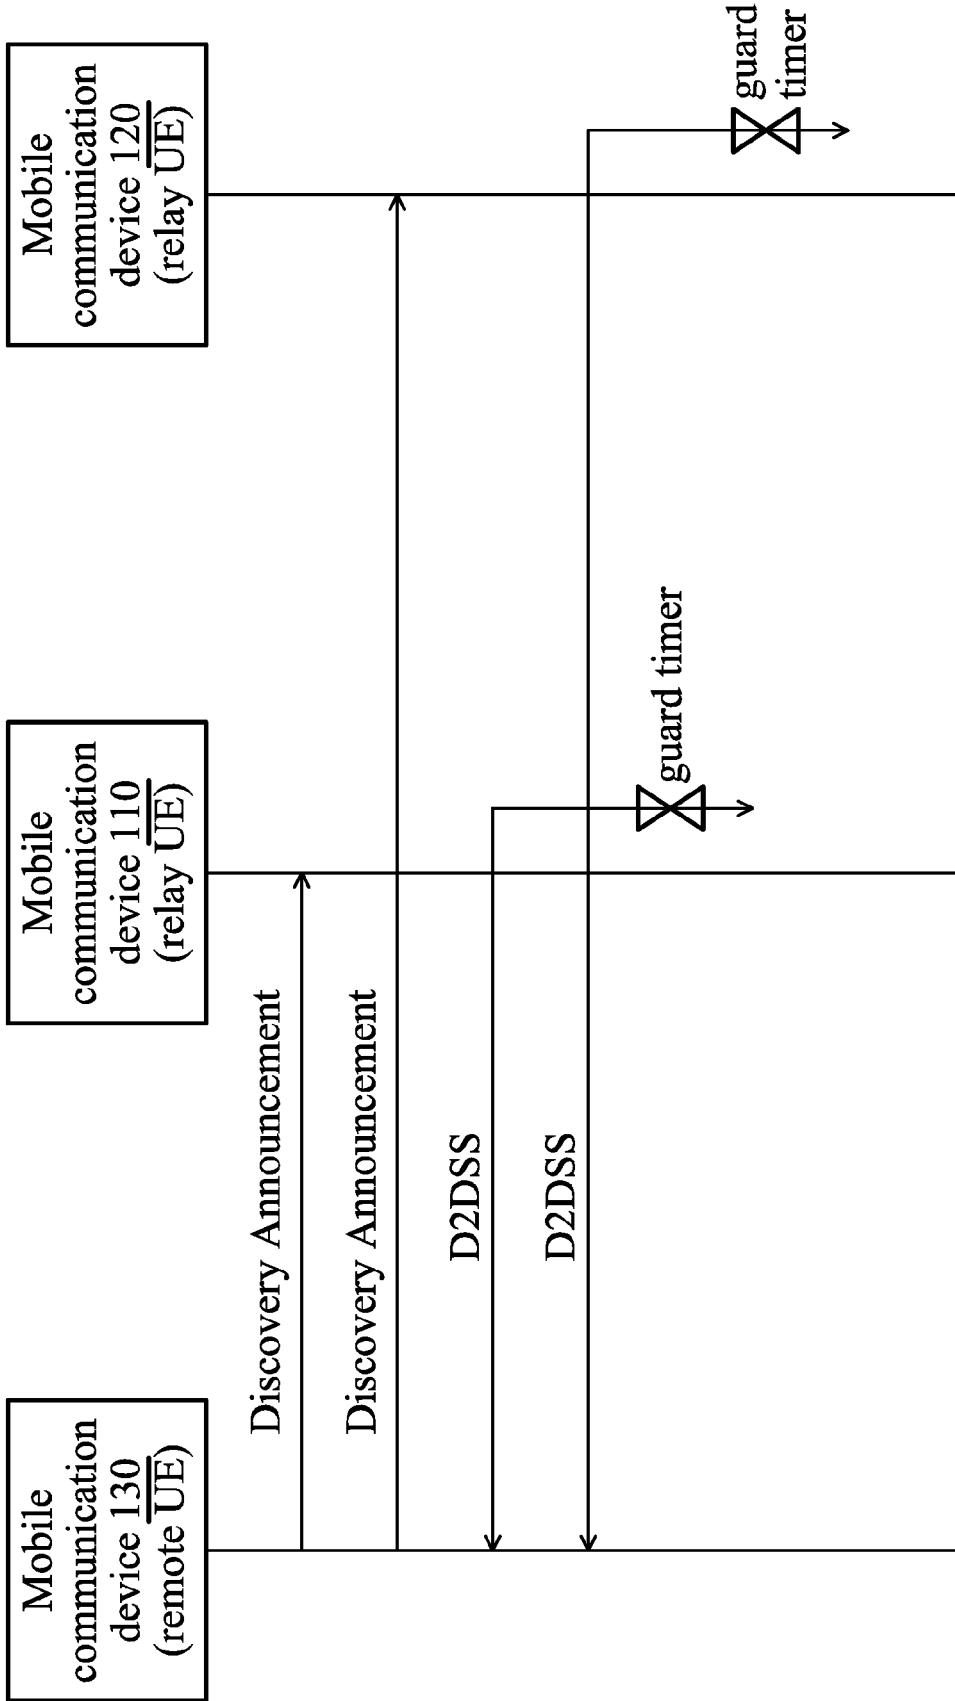 Mobile
communication
device 130
(remote UE)
Mobile
communication
device 110
(relay UE)
Mobile
communication
device 120
(relay UE)
Discovery Announcement
Discovery Announcement
D2DSS
D2DSS
guard timer
guard
timer